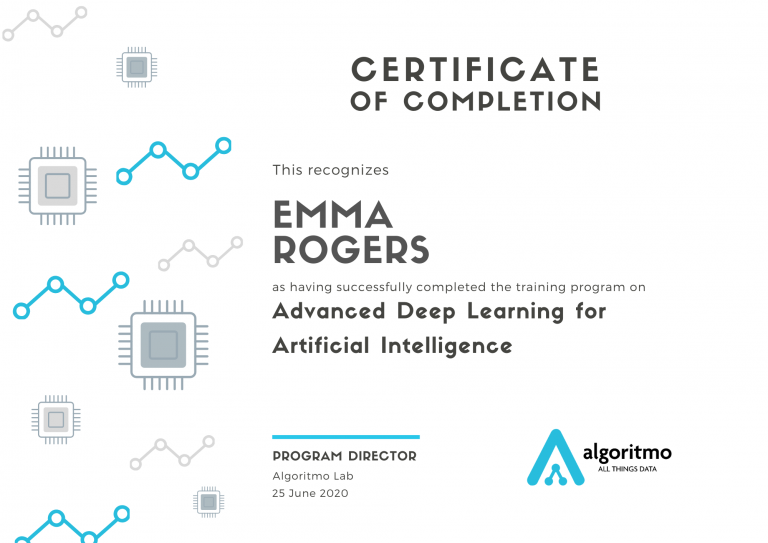 CERTIFICATE
OF COMPLETION
This recognizes
EMMA
ROGERS
as having successfully completed the training program on
Advanced Deep Learning for
Artificial Intelligence
PROGRAM DIRECTOR
Algoritmo Lab
25 June 2020
algoritmo
ALL THINGS DATA